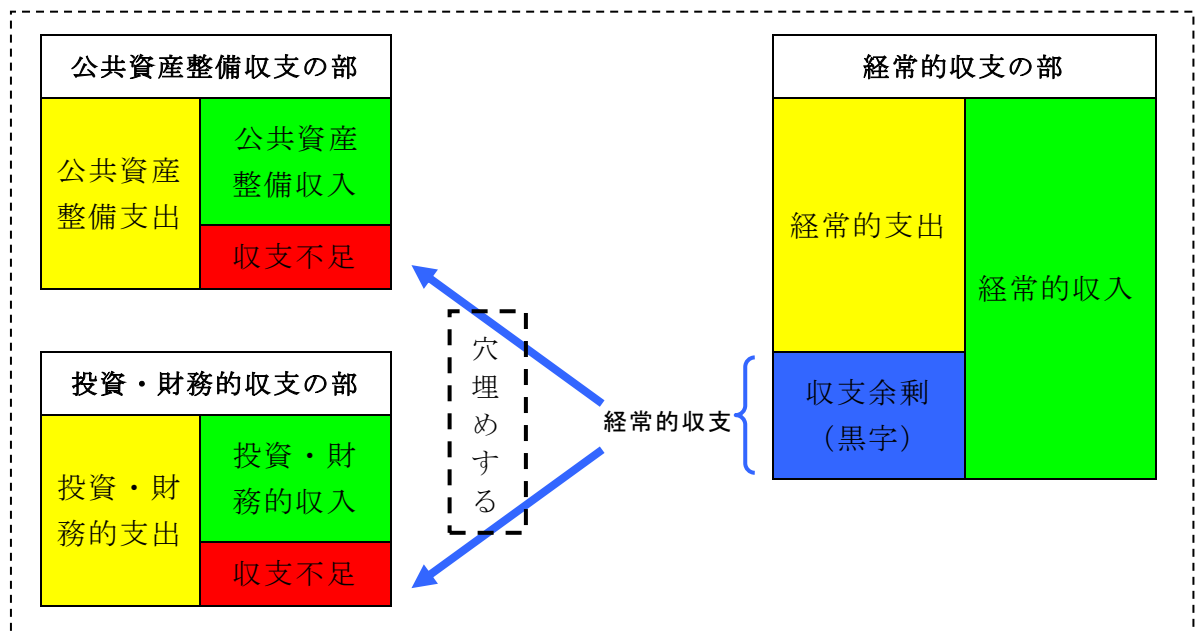 公共資産整備収支の部
公共資産
整備支出
公共資産
整備収入
収支不足
投資・財務的収支の部
投資・財
務的支出
投資・財
務的収入
収支不足
穴埋めする
経常的収支
経常的収支の部
経常的支出
収支余剰
（黒字）
経常的収入